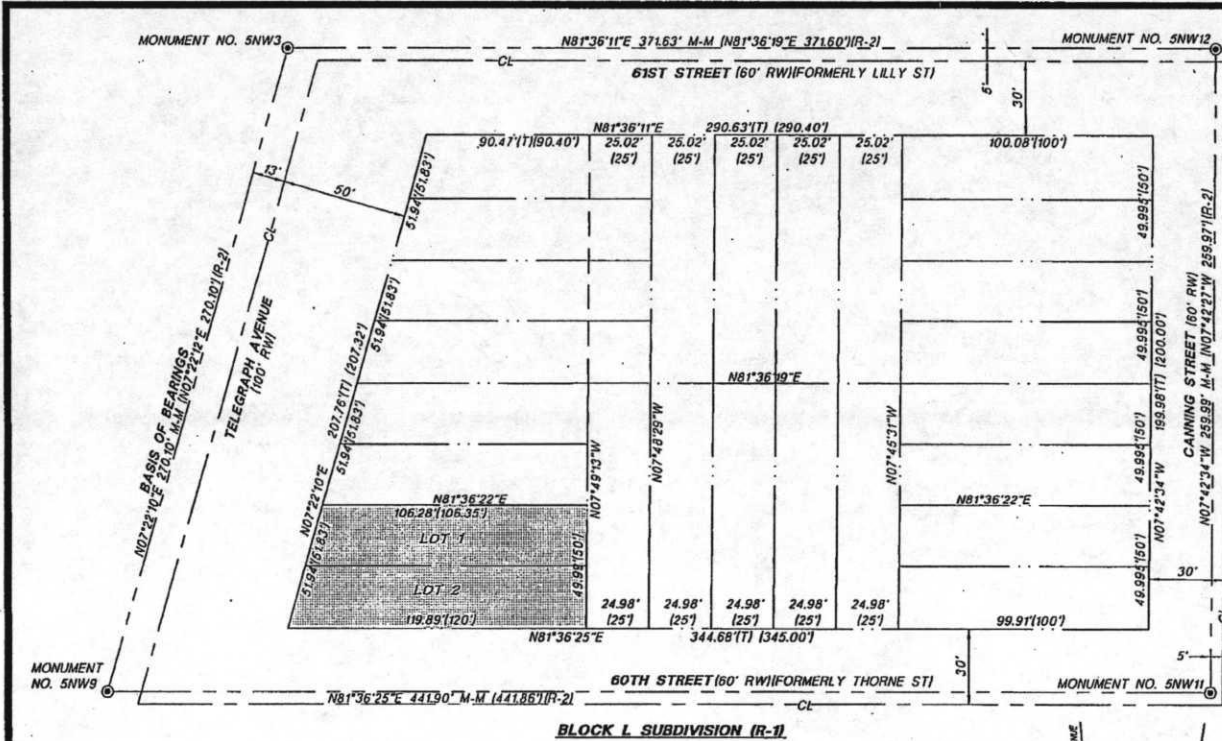 MONUMENT NO. 5NW3
N81°36'11"E 371.63' M-M [N81°36'19"E 371.60'](R-2)
MONUMENT NO. 5NW12
CL
61ST STREET (60' RW)(FORMERLY LILLY ST)
5'
30'
N81°36'11"E 290.63'(T) (290.40')
90.47'(T)(90.40')
25.02' 25.02' 25.02' 25.02' 25.02'
(25') (25') (25') (25') (25')
100.08'(100')
13'
50'
CL
51.94'(51.83')
51.94'(51.83')
51.94'(51.83')
51.94'(51.83')
207.76'(T) (207.32')
N07°22'10"E
BASIS OF BEARINGS
N07°22'10"E 270.10' M-M
TELEGRAPH AVENUE
(100' RW)
N81°36'19"E
N07°49'13"W
N07°48'29"W
N07°45'31"W
49.995'(50')
49.995'(50')
49.995'(50')
49.995'(50')
N07°42'34"W 199.98'(T) (200.00')
CANNING STREET (60' RW)
N07°42'34"W 259.98' M-M [N07°42'27"W 259.97'](R-2)
N81°36'22"E
106.28'(106.35')
N81°36'22"E
LOT 1
LOT 2
49.99'(50')
119.89'(120')
24.98' 24.98' 24.98' 24.98' 24.98'
(25') (25') (25') (25') (25')
99.91'(100')
N81°36'25"E 344.68'(T) (345.00')
30'
5'
30'
MONUMENT
NO. 5NW9
60TH STREET (60' RW)(FORMERLY THORNE ST)
MONUMENT NO. 5NW11
N81°36'25"E 441.90' M-M (441.86')(R-2)
CL
BLOCK L SUBDIVISION (R-1)